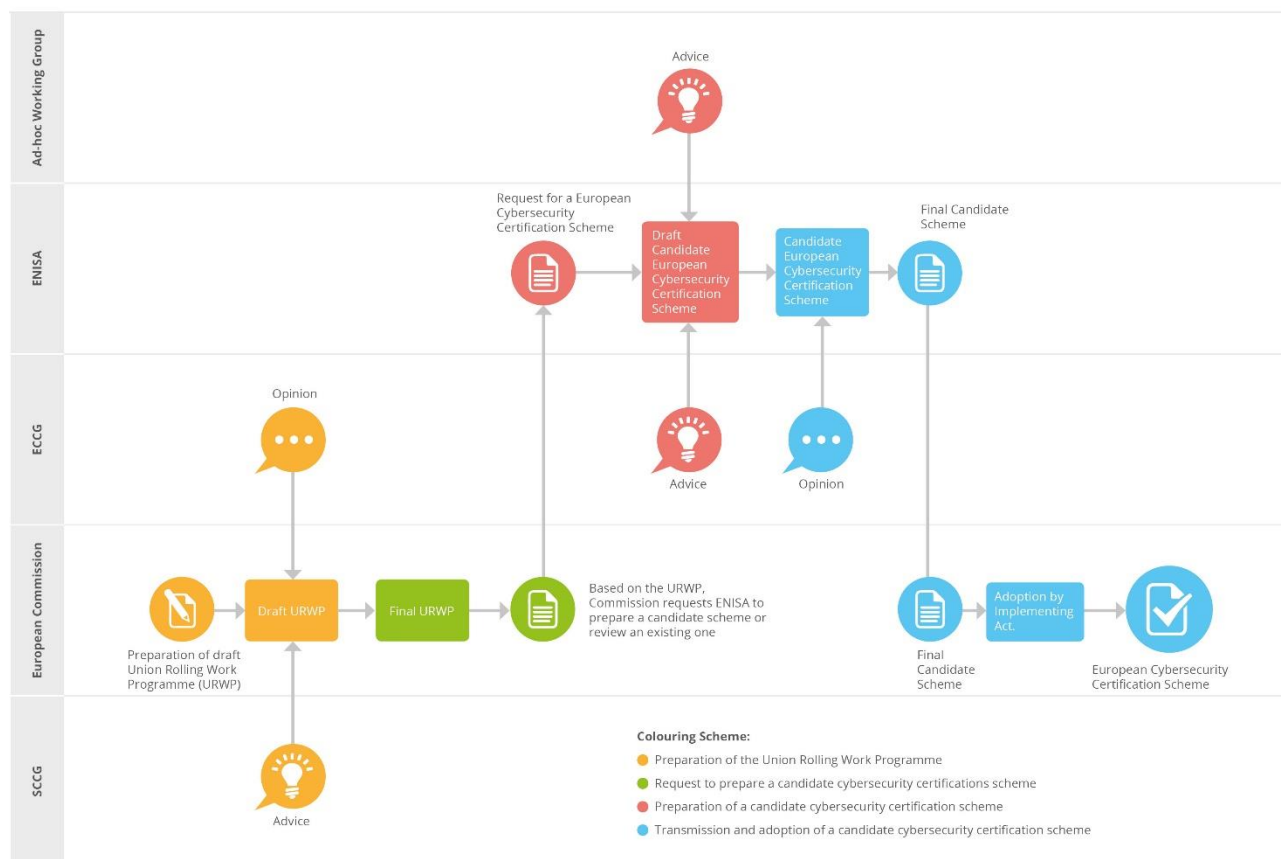 Ad-hoc Working Group
Advice
ENISA
Request for a European
Cybersecurity
Certification Scheme
Draft
Candidate
European
Cybersecurity
Certification
Scheme
Candidate
European
Cybersecurity
Certification
Scheme
Final Candidate
Scheme
ECCG
Opinion
Advice
Opinion
European Commission
Preparation of draft
Union Rolling Work
Programme (URWP)
Draft URWP
Final URWP
Based on the URWP,
Commission requests ENISA to
prepare a candidate scheme or
review an existing one
Final
Candidate
Scheme
Adoption by
Implementing
Act.
European Cybersecurity
Certification Scheme
SCCG
Advice
Colouring Scheme:
Preparation of the Union Rolling Work Programme
Request to prepare a candidate cybersecurity certifications scheme
Preparation of a candidate cybersecurity certification scheme
Transmission and adoption of a candidate cybersecurity certification scheme